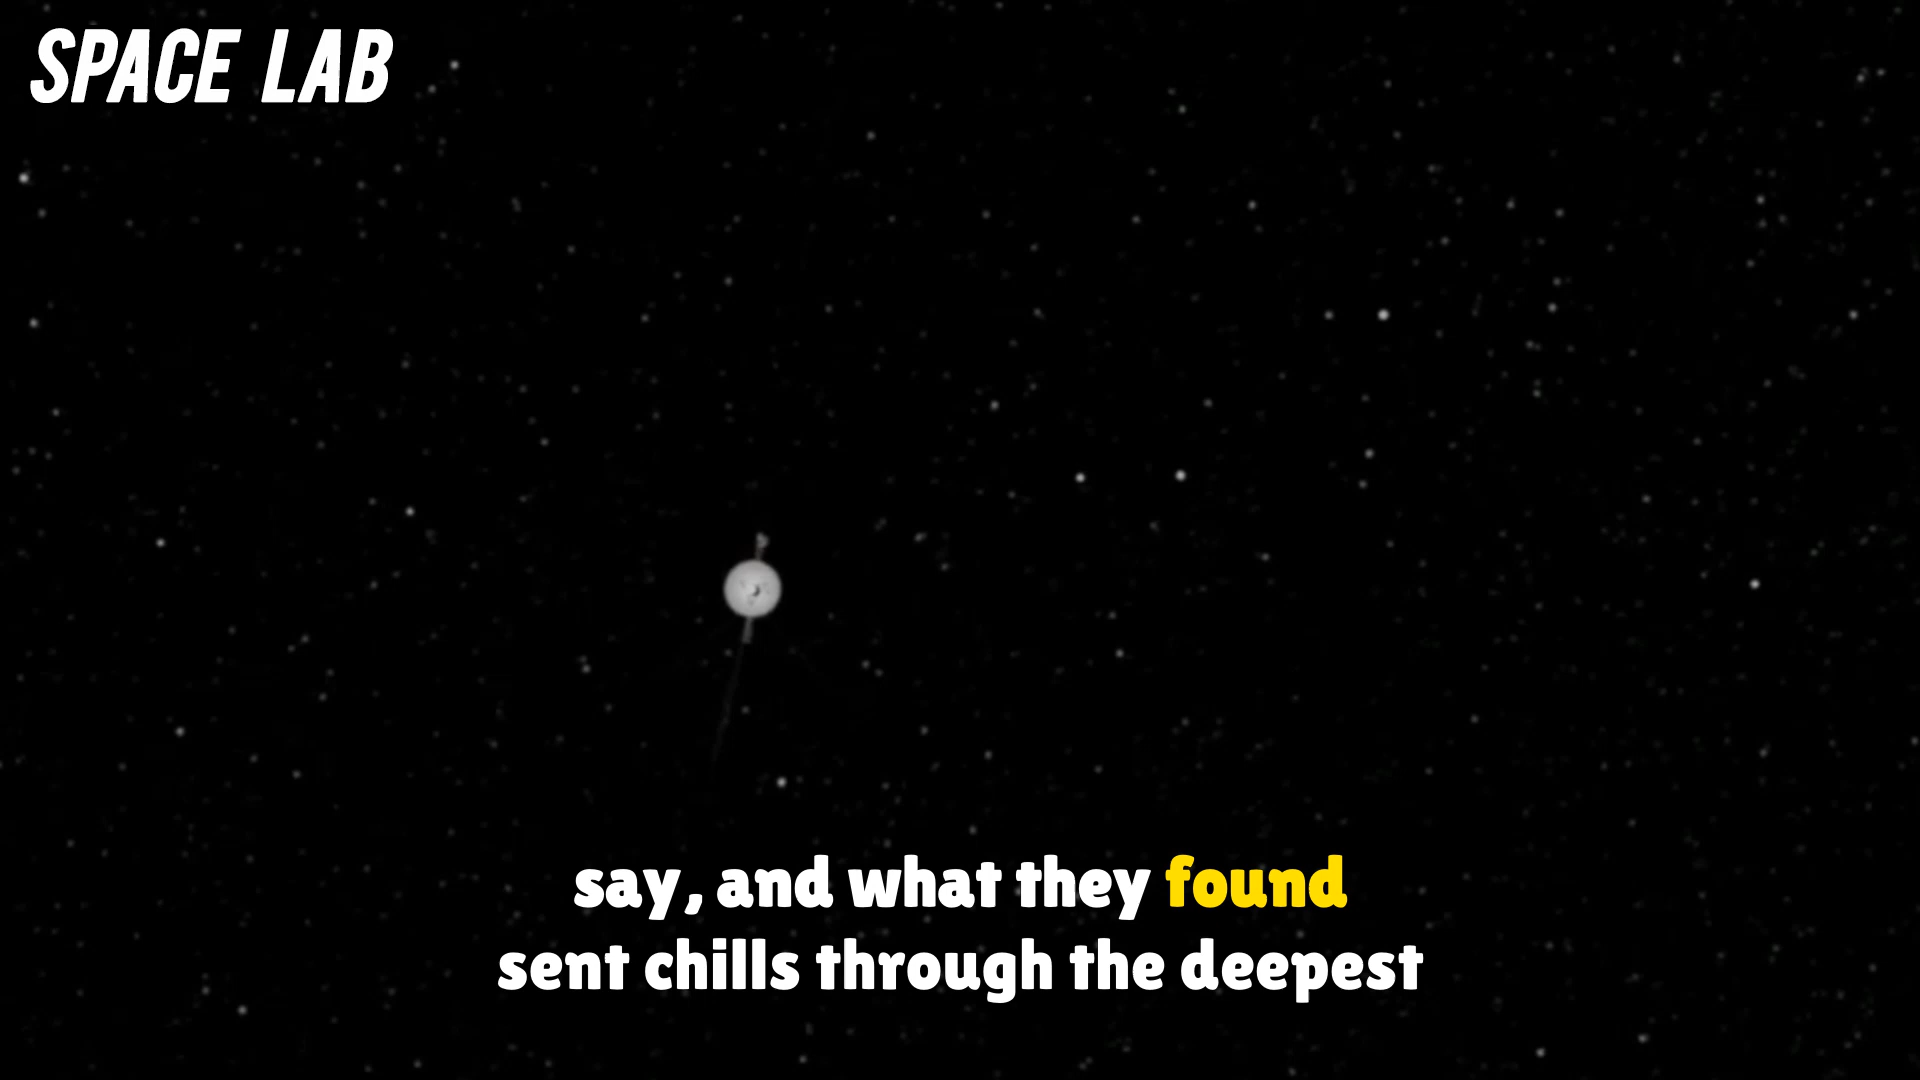 SPACE LAB
say, and what they found
sent chills through the deepest